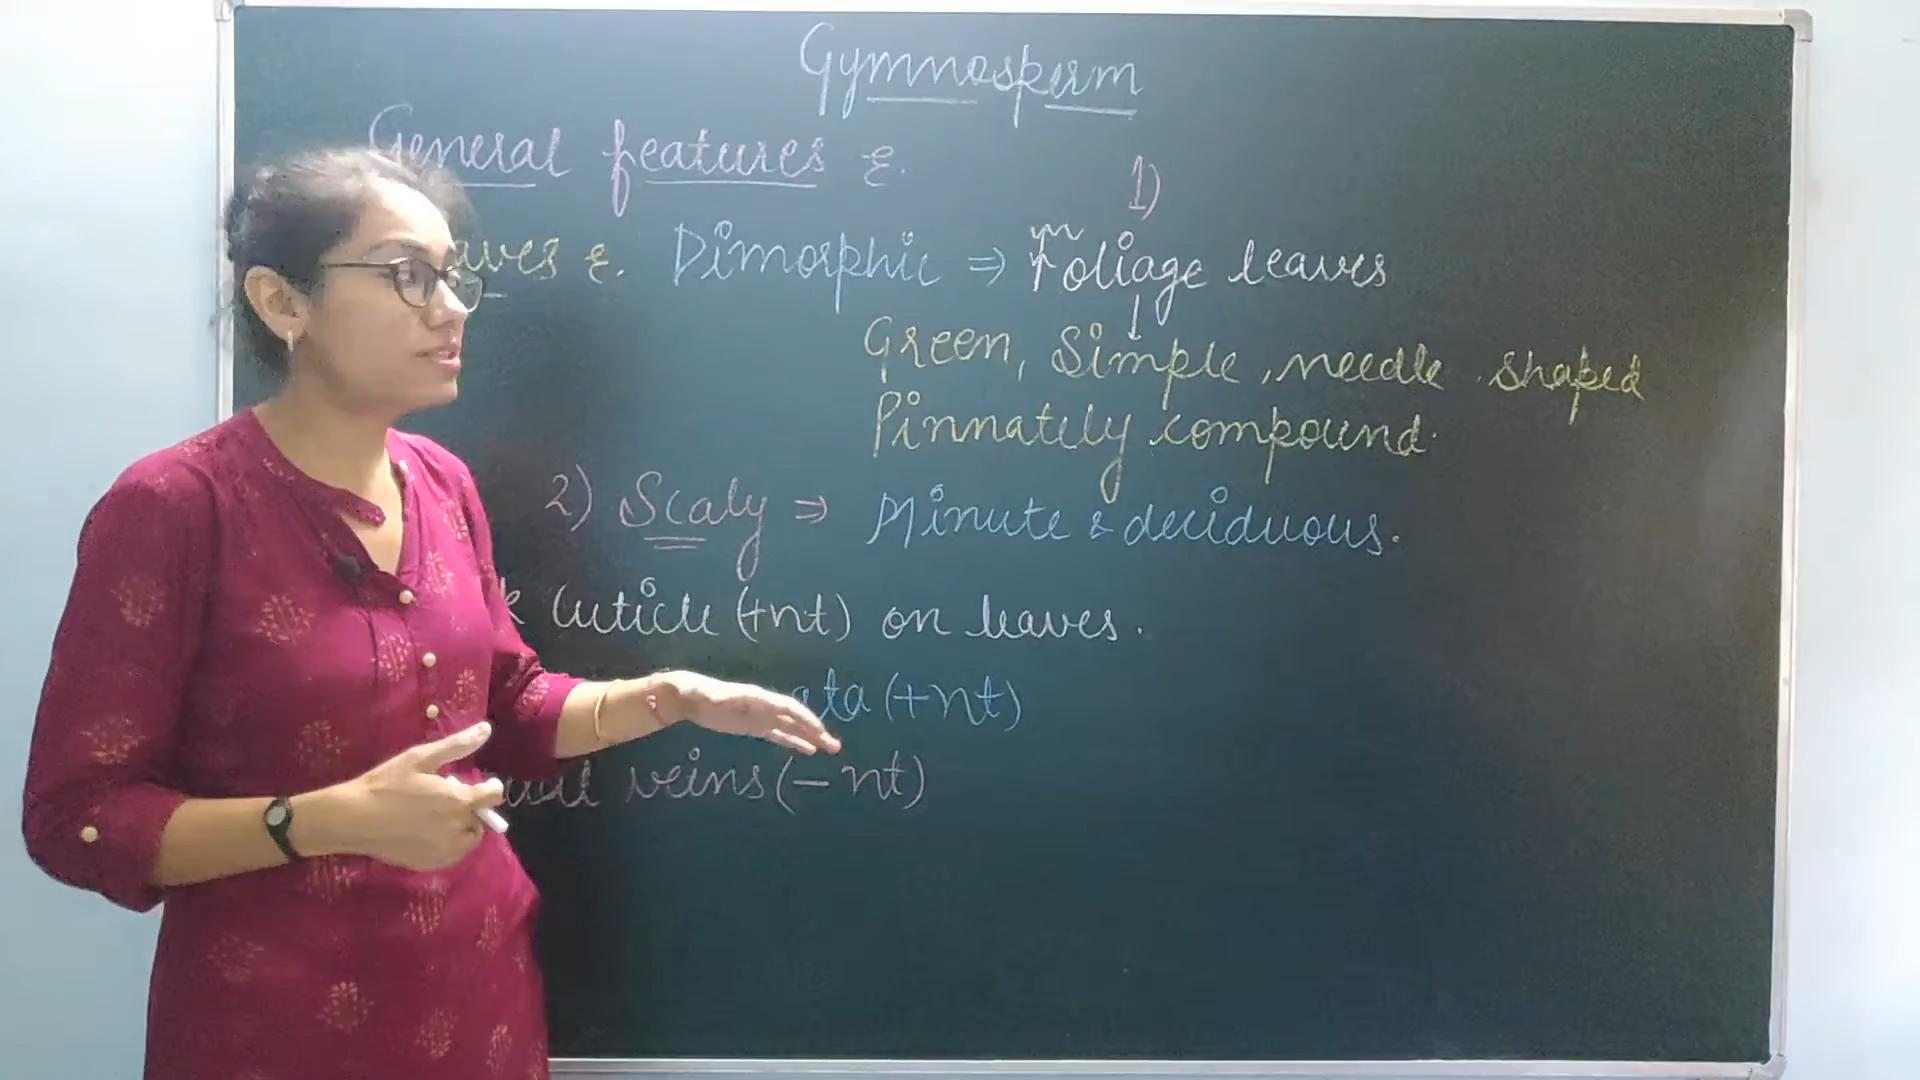 Gymnosperm
General features :-
1)
Leaves :- Dimorphic ⇒ Foliage leaves
↓
Green, Simple, needle shaped
Pinnately compound.
2) Scaly ⇒ Minute & deciduous.
Cuticle (+nt) on leaves.
(+nt)
veins (-nt)